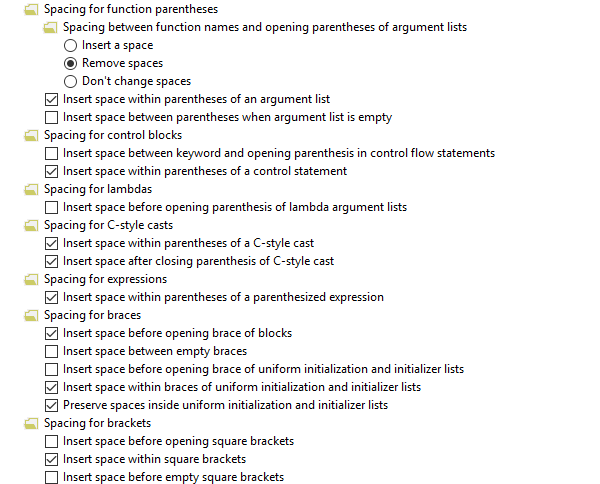 Spacing for function parentheses
Spacing between function names and opening parentheses of argument lists
Insert a space
Remove spaces
Don't change spaces
Insert space within parentheses of an argument list
Insert space between parentheses when argument list is empty
Spacing for control blocks
Insert space between keyword and opening parenthesis in control flow statements
Insert space within parentheses of a control statement
Spacing for lambdas
Insert space before opening parenthesis of lambda argument lists
Spacing for C-style casts
Insert space within parentheses of a C-style cast
Insert space after closing parenthesis of C-style cast
Spacing for expressions
Insert space within parentheses of a parenthesized expression
Spacing for braces
Insert space before opening brace of blocks
Insert space between empty braces
Insert space before opening brace of uniform initialization and initializer lists
Insert space within braces of uniform initialization and initializer lists
Preserve spaces inside uniform initialization and initializer lists
Spacing for brackets
Insert space before opening square brackets
Insert space within square brackets
Insert space before empty square brackets